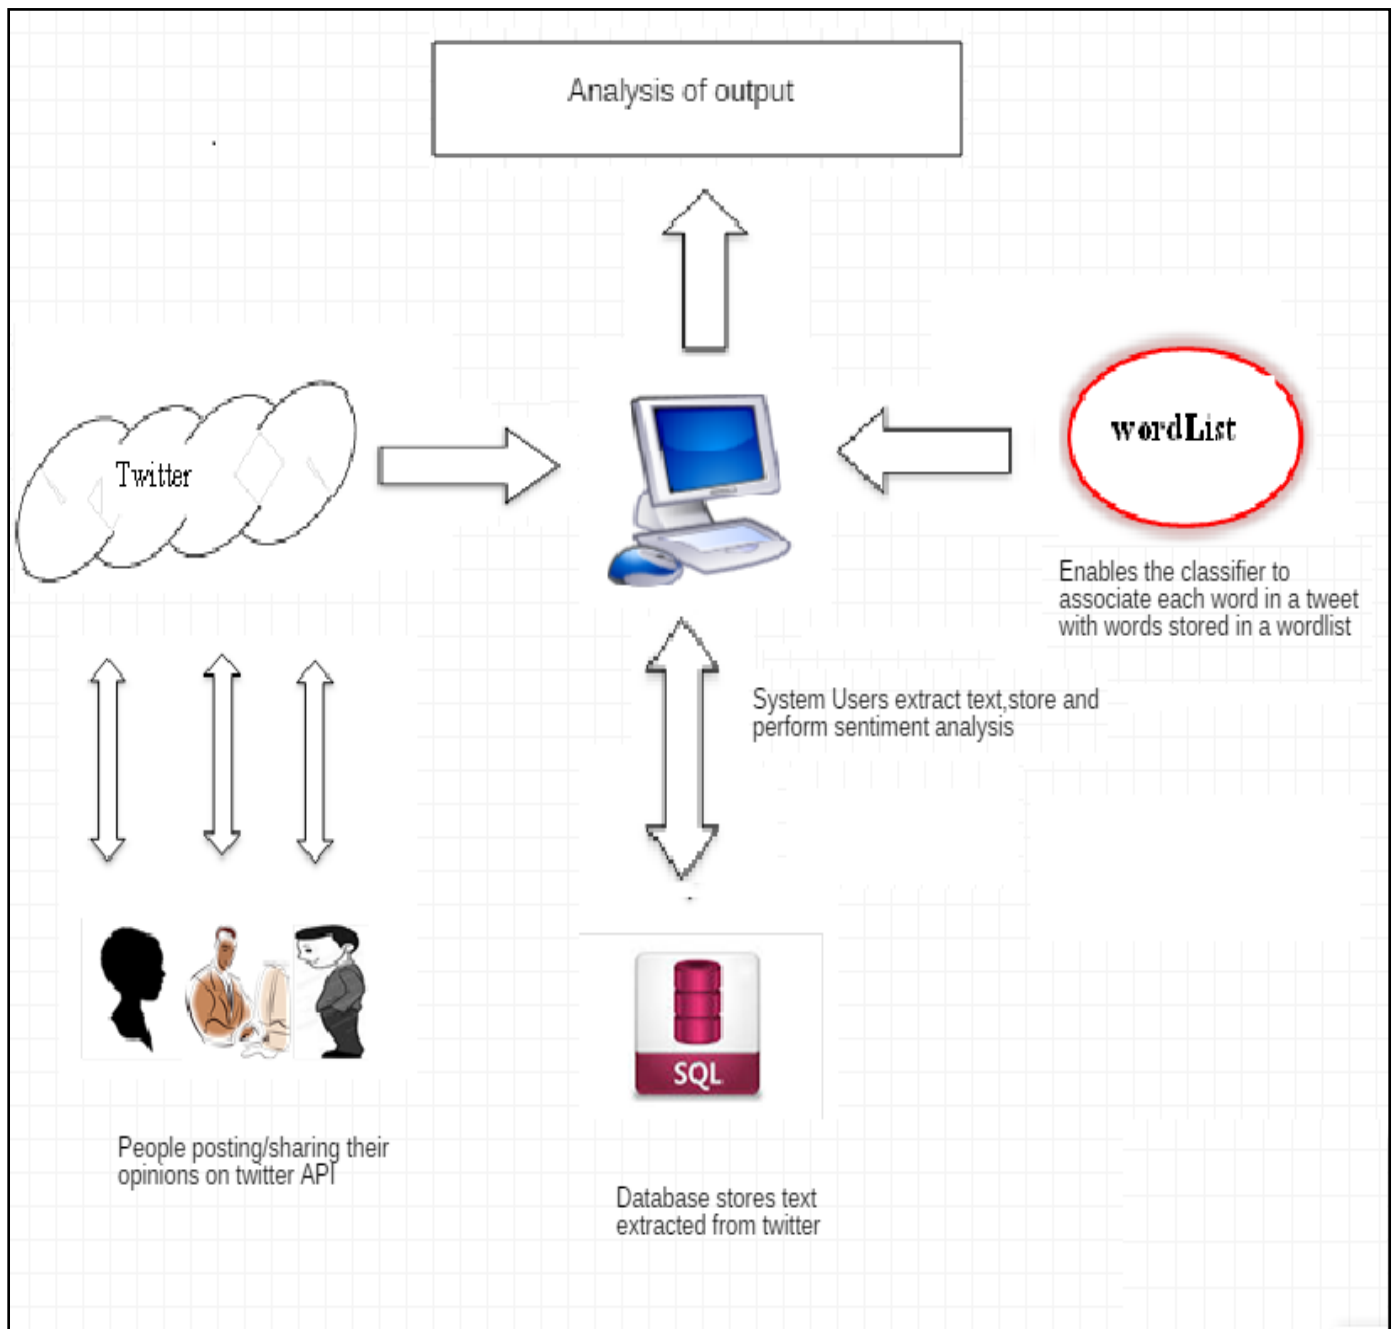 Analysis of output
Twitter
wordList
Enables the classifier to
associate each word in a tweet
with words stored in a wordlist
System Users extract text,store and
perform sentiment analysis
SQL
People posting/sharing their
opinions on twitter API
Database stores text
extracted from twitter